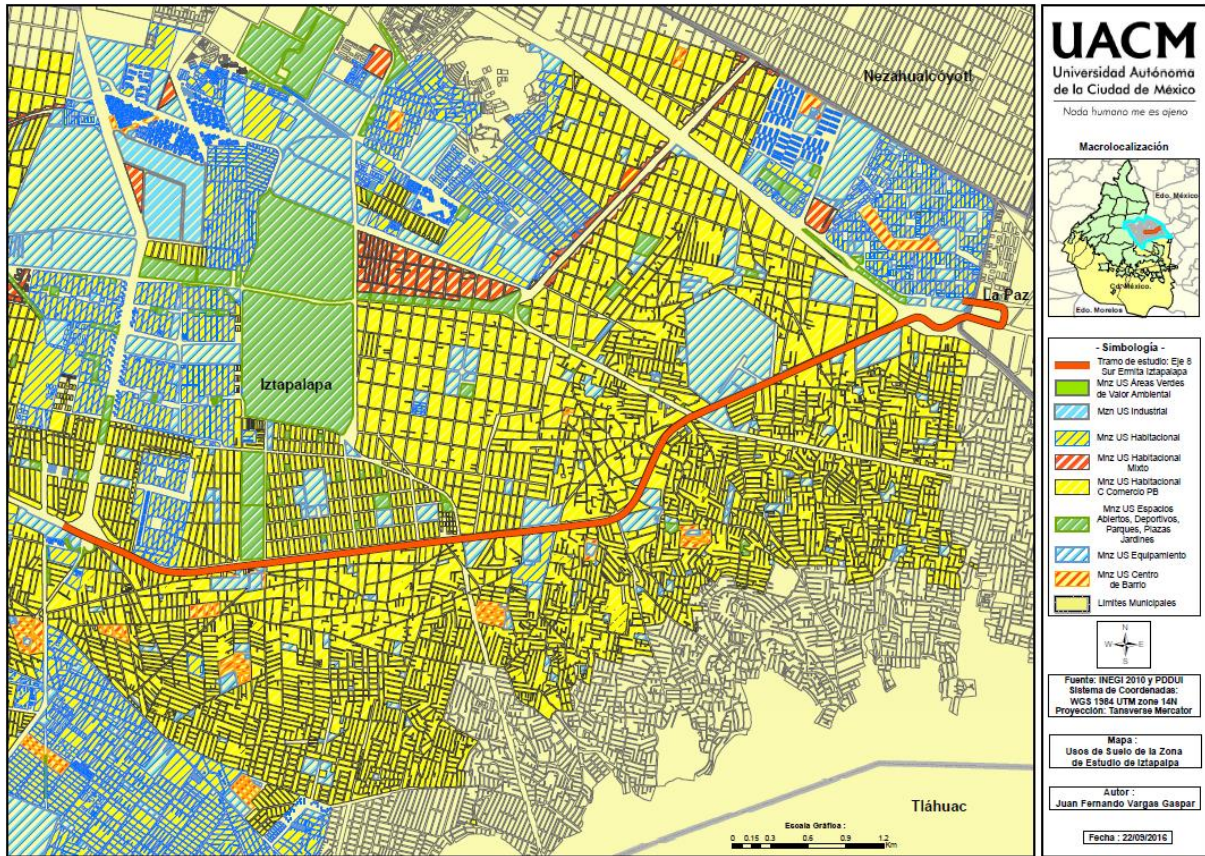 Nezahualcóyotl
Iztapalapa
La Paz
Tláhuac
Escala Gráfica :
0 0.15 0.3 0.6 0.9 1.2
Km
UACM
Universidad Autónoma
de la Ciudad de México
Nada humano me es ajeno
Macrolocalización
Edo. México
Cd. México.
Edo. Morelos
- Simbología -
Tramo de estudio: Eje 8
Sur Ermita Iztapalapa
Mnz US Áreas Verdes
de Valor Ambiental
Mzn US Industrial
Mnz US Habitacional
Mnz US Habitacional
Mixto
Mnz US Habitacional
C Comercio PB
Mnz US Espacios
Abiertos, Deportivos,
Parques, Plazas
Jardines
Mnz US Equipamiento
Mnz US Centro
de Barrio
Límites Municipales
N
W E
S
Fuente: INEGI 2010 y PDDUI
Sistema de Coordenadas:
WGS 1984 UTM zone 14N
Proyección: Tansverse Mercator
Mapa :
Usos de Suelo de la Zona
de Estudio de Iztapalpa
Autor :
Juan Fernando Vargas Gaspar
Fecha : 22/09/2016